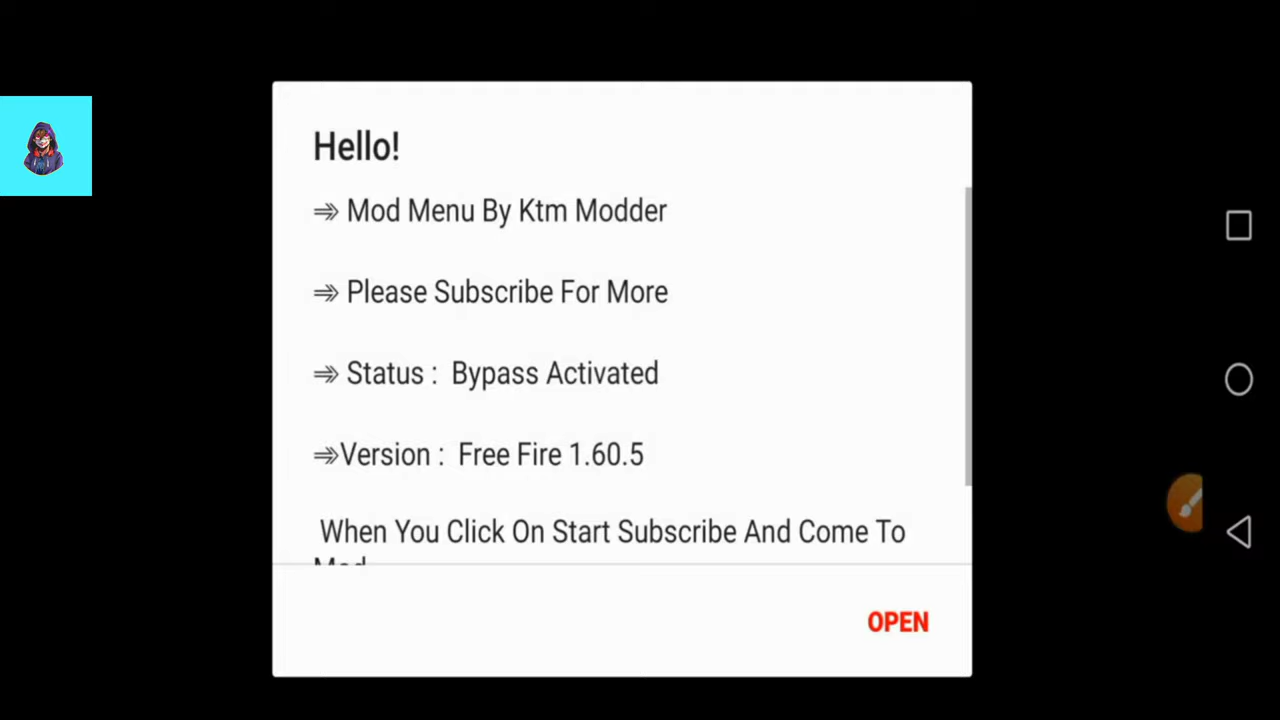 Hello!
⇛ Mod Menu By Ktm Modder
⇛ Please Subscribe For More
⇛ Status :  Bypass Activated
⇛Version :  Free Fire 1.60.5
When You Click On Start Subscribe And Come To
Mod
OPEN